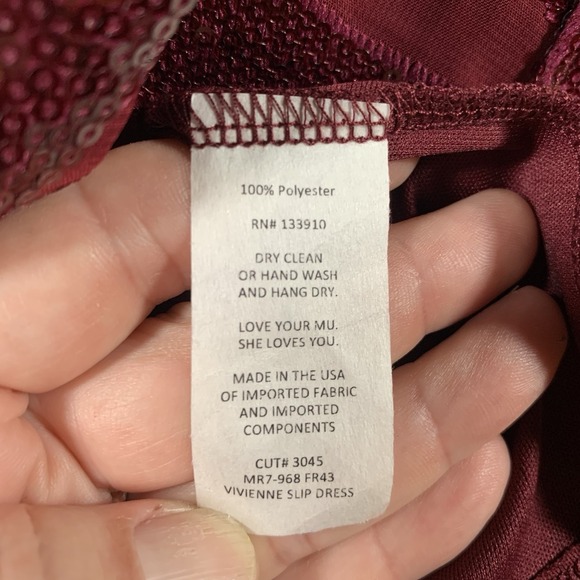 100% Polyester
RN# 133910
DRY CLEAN
OR HAND WASH
AND HANG DRY.
LOVE YOUR MU.
SHE LOVES YOU.
MADE IN THE USA
OF IMPORTED FABRIC
AND IMPORTED
COMPONENTS
CUT# 3045
MR7-968 FR43
VIVIENNE SLIP DRESS